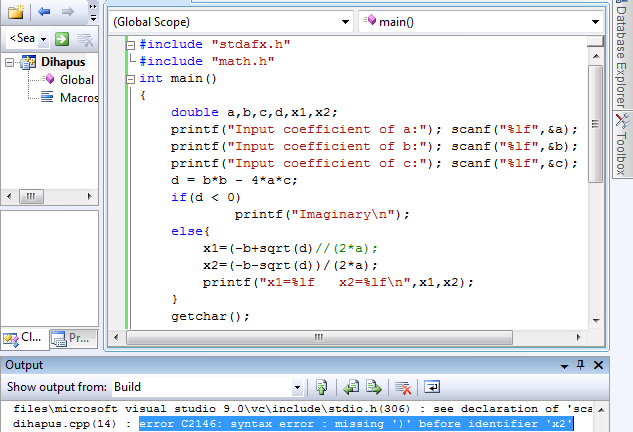 (Global Scope)
main()
<Sea
Dihapus
Global
Macros
#include "stdafx.h"
#include "math.h"
int main()
{
double a,b,c,d,x1,x2;
printf("Input coefficient of a:"); scanf("%lf",&a);
printf("Input coefficient of b:"); scanf("%lf",&b);
printf("Input coefficient of c:"); scanf("%lf",&c);
d = b*b - 4*a*c;
if(d < 0)
printf("Imaginary\n");
else{
x1=(-b+sqrt(d)//(2*a);
x2=(-b-sqrt(d))/(2*a);
printf("x1=%lf   x2=%lf\n",x1,x2);
}
getchar();
Database Explorer
Toolbox
Cl...
Pr...
Output
Show output from: Build
files\microsoft visual studio 9.0\vc\include\stdio.h(306) : see declaration of 'sca
dihapus.cpp(14) : error C2146: syntax error : missing ')' before identifier 'x2'